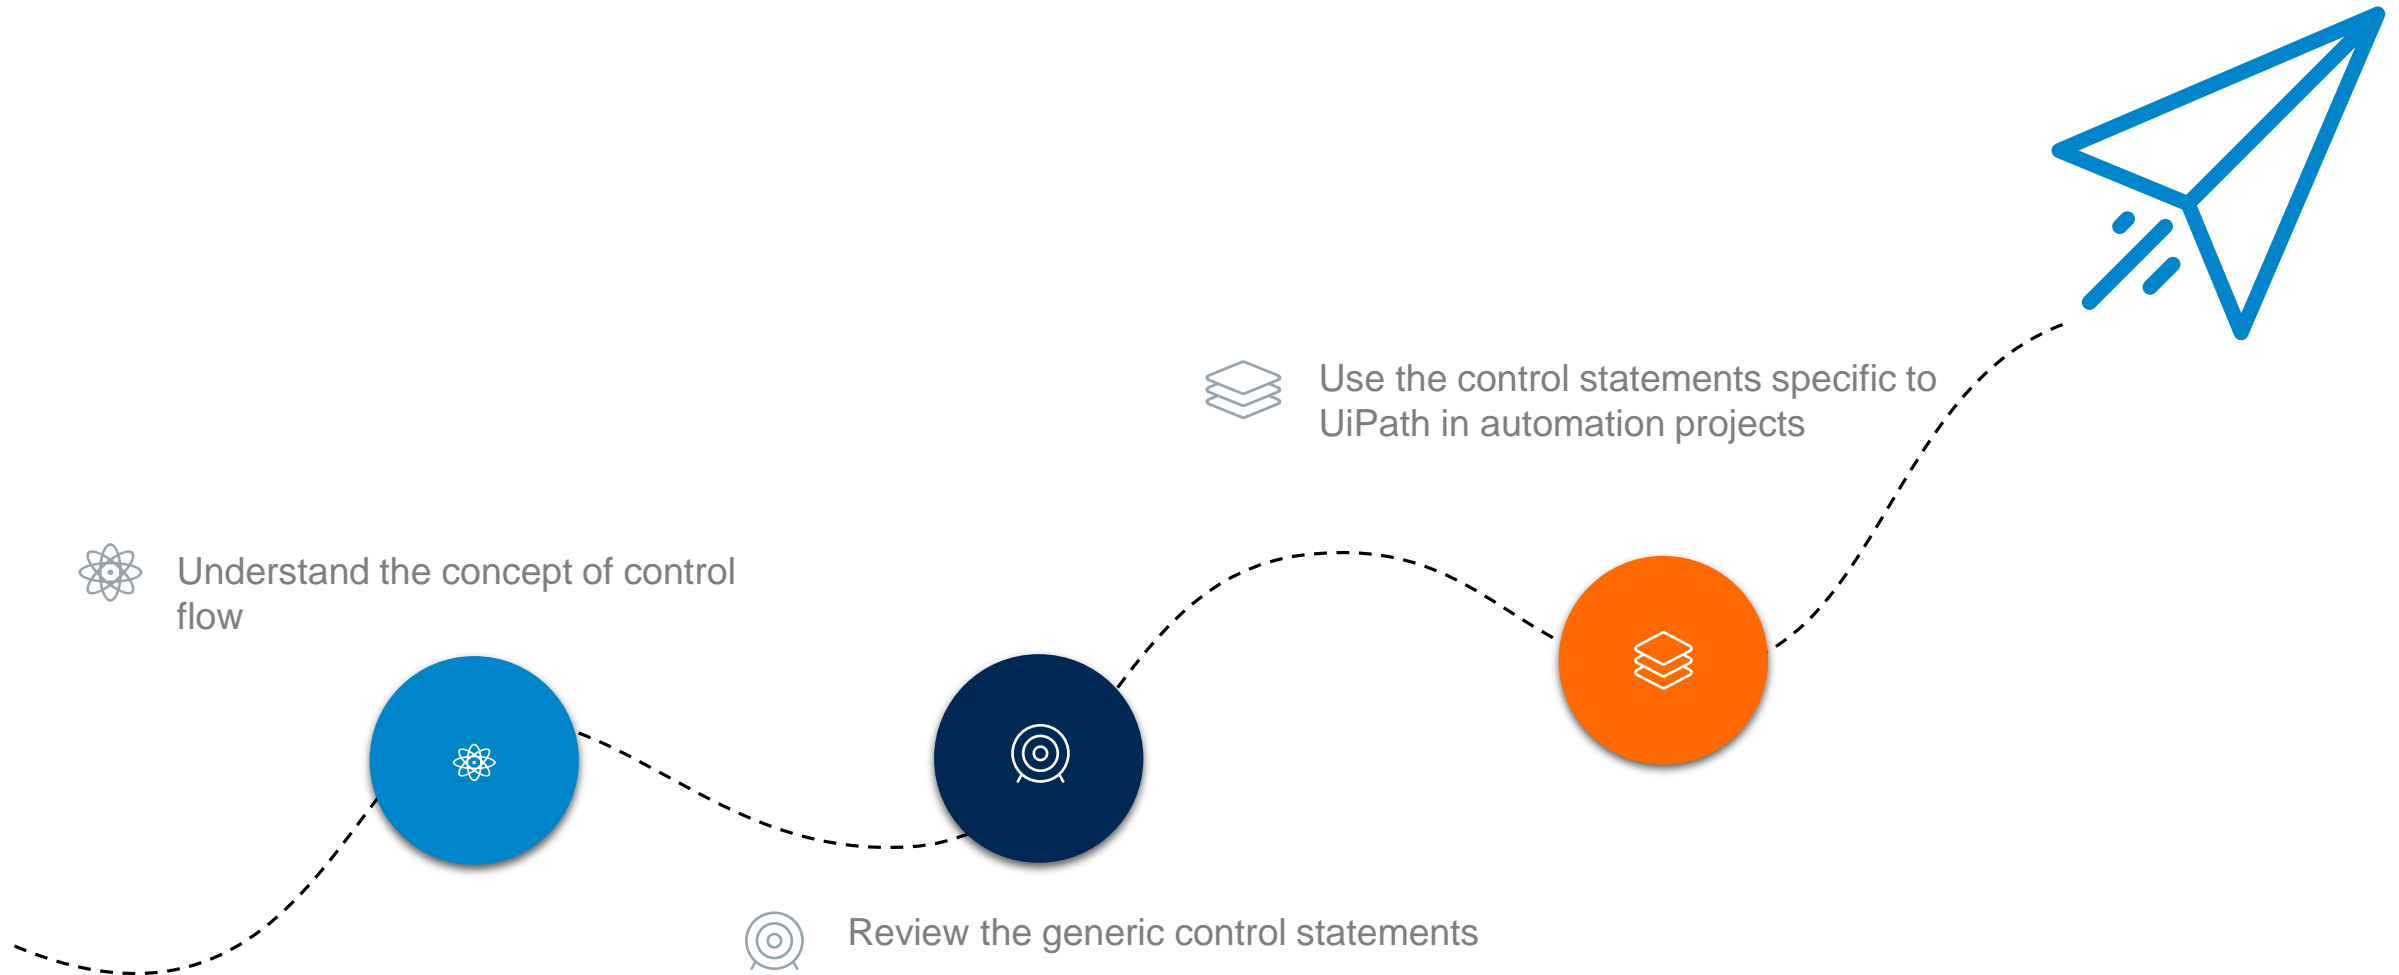 Understand the concept of control
flow
Review the generic control statements
Use the control statements specific to
UiPath in automation projects